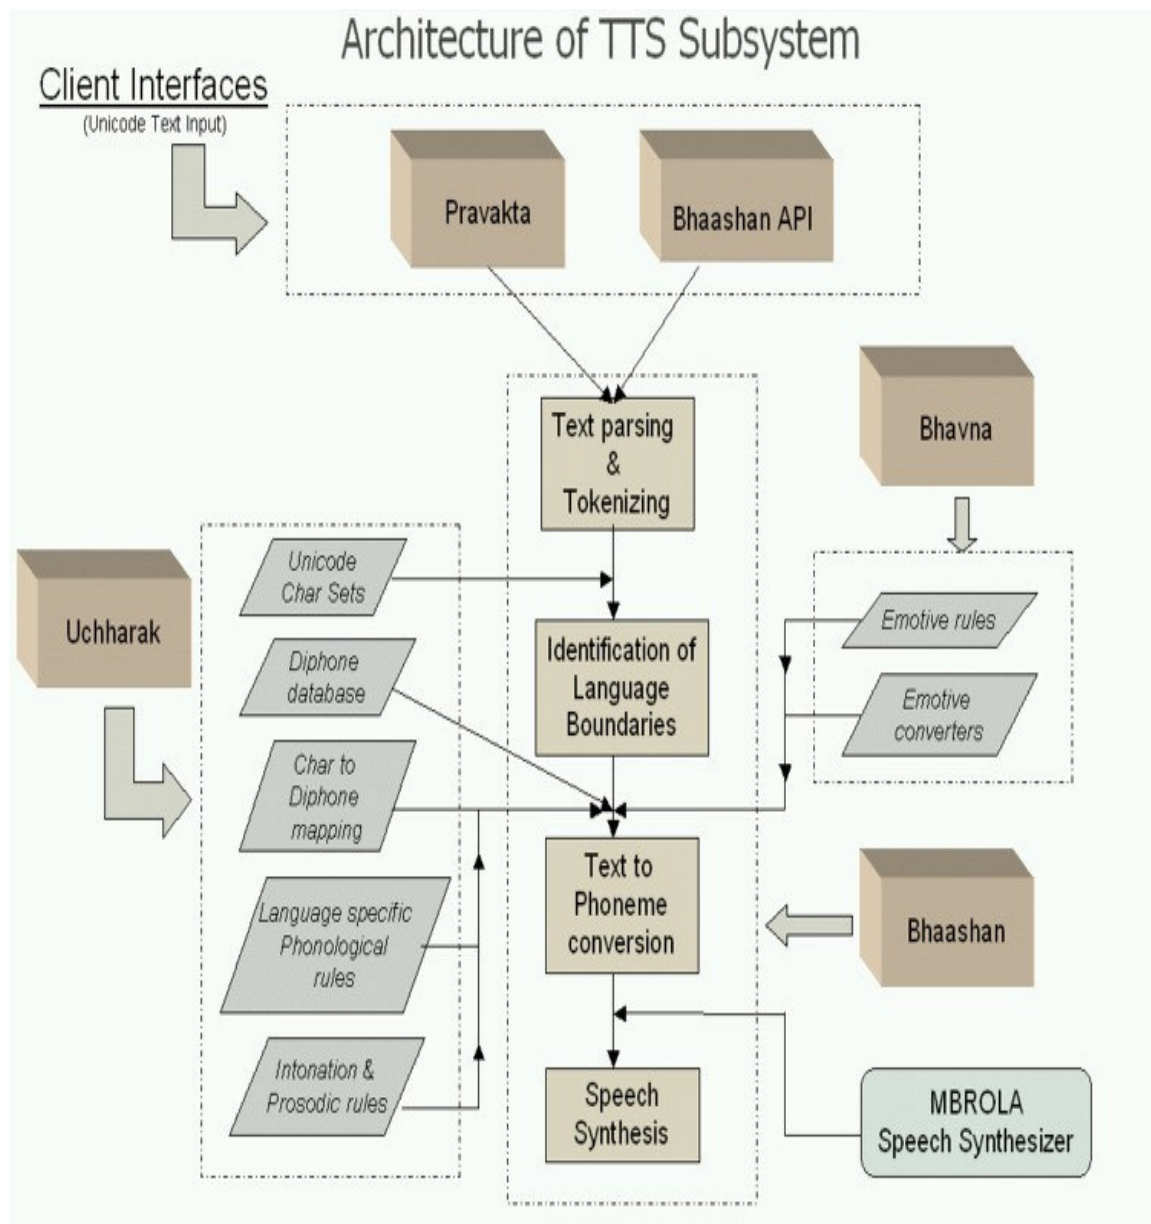 Architecture of TTS Subsystem
Client Interfaces
(Unicode Text Input)
Pravakta
Bhaashan API
Text parsing
&
Tokenizing
Bhavna
Unicode
Char Sets
Uchharak
Emotive rules
Identification of
Language
Boundaries
Diphone
database
Emotive
converters
Char to
Diphone
mapping
Text to
Phoneme
conversion
Language specific
Phonological
rules
Bhaashan
Intonation &
Prosodic rules
Speech
Synthesis
MBROLA
Speech Synthesizer